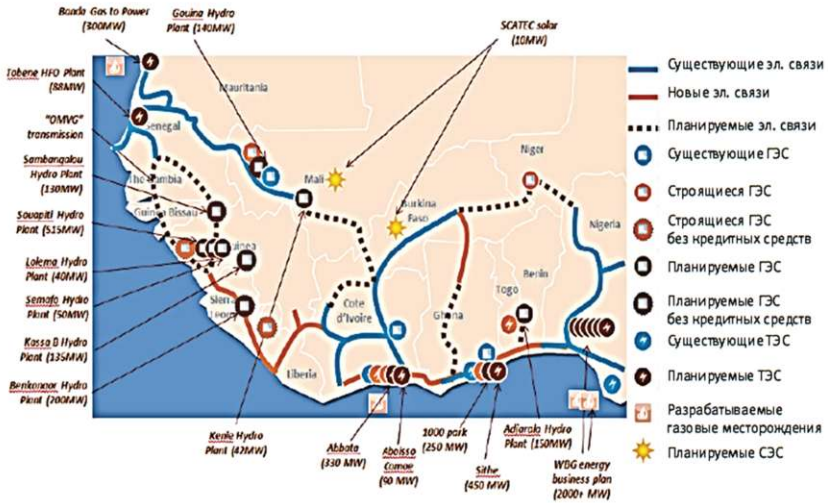 Banda Gas to Power
(300MW)
Gouina Hydro
Plant (140MW)
SCATEC solar
(10MW)
Tobene HFO Plant
(88MW)
"OMVG"
transmission
Sambangalou
Hydro Plant
(130MW)
Souapiti Hydro
Plant (515MW)
Lolema Hydro
Plant (40MW)
Semafo Hydro
Plant (50MW)
Kassa B Hydro
Plant (135MW)
Benkongor Hydro
Plant (200MW)
Mauritania
Senegal
The Gambia
Guinea Bissau
Guinea
Sierra
Leone
Liberia
Mali
Burkina
Faso
Cote
d'Ivoire
Ghana
Togo
Benin
Niger
Nigeria
Kenie Hydro
Plant (42MW)
Abbata
(330 MW)
Aboisso
Comoe
(90 MW)
1000 park
(250 MW)
Sithe
(450 MW)
Adjarala Hydro
Plant (150MW)
WBG energy
business plan
(2000+ MW)
Существующие эл. связи
Новые эл. связи
Планируемые эл. связи
Существующие ГЭС
Строящиеся ГЭС
Строящиеся ГЭС
без кредитных средств
Планируемые ГЭС
Планируемые ГЭС
без кредитных средств
Существующие ТЭС
Планируемые ТЭС
Разрабатываемые
газовые месторождения
Планируемые СЭС